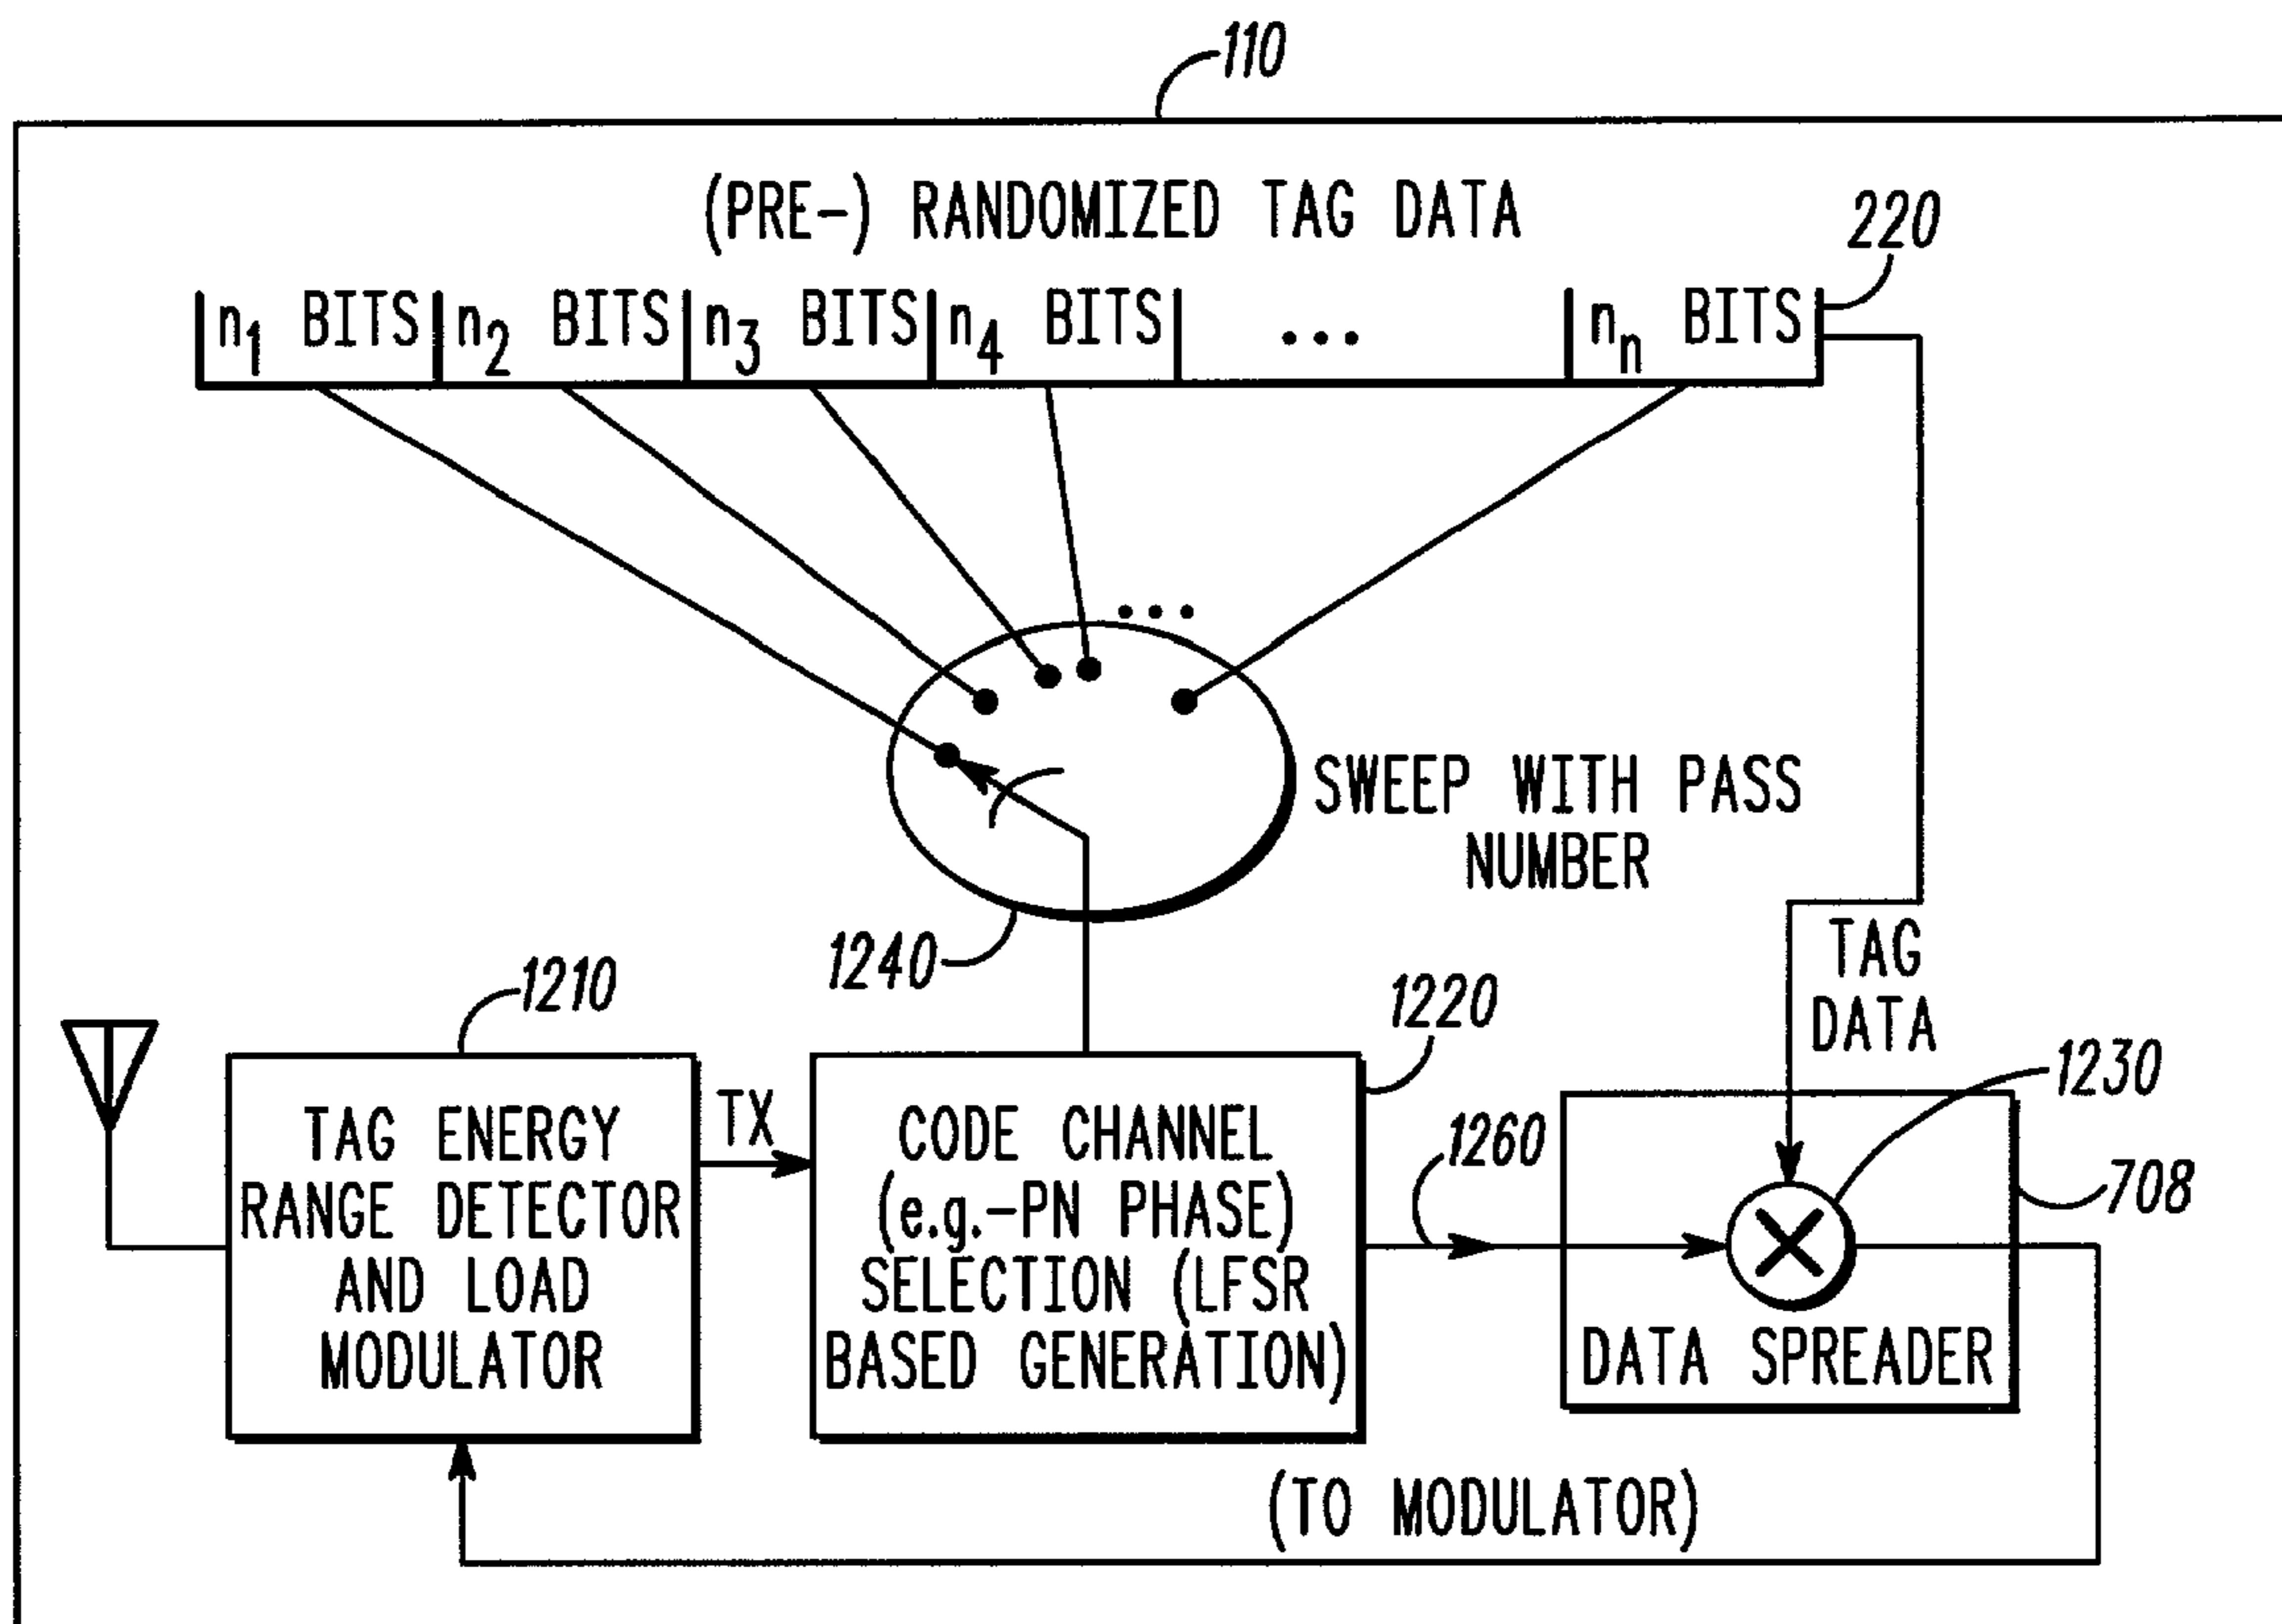 110
(PRE-) RANDOMIZED TAG DATA
220
n1 BITS n2 BITS n3 BITS n4 BITS ... nn BITS
...
SWEEP WITH PASS
NUMBER
1240
TAG
DATA
1210
1220
1230
TAG ENERGY
RANGE DETECTOR
AND LOAD
MODULATOR
TX
CODE CHANNEL
(e.g.-PN PHASE)
SELECTION (LFSR
BASED GENERATION)
1260
708
DATA SPREADER
(TO MODULATOR)